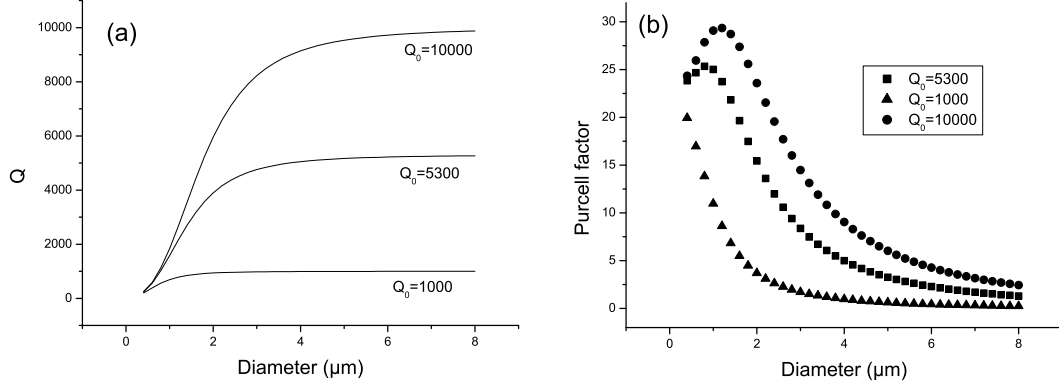 (a)
10000
8000
6000
4000
2000
0
Q
Q₀=10000
Q₀=5300
Q₀=1000
0 2 4 6 8
Diameter (μm)
(b)
30
25
20
15
10
5
0
Purcell factor
Q₀=5300
Q₀=1000
Q₀=10000
0 2 4 6 8
Diameter (μm)